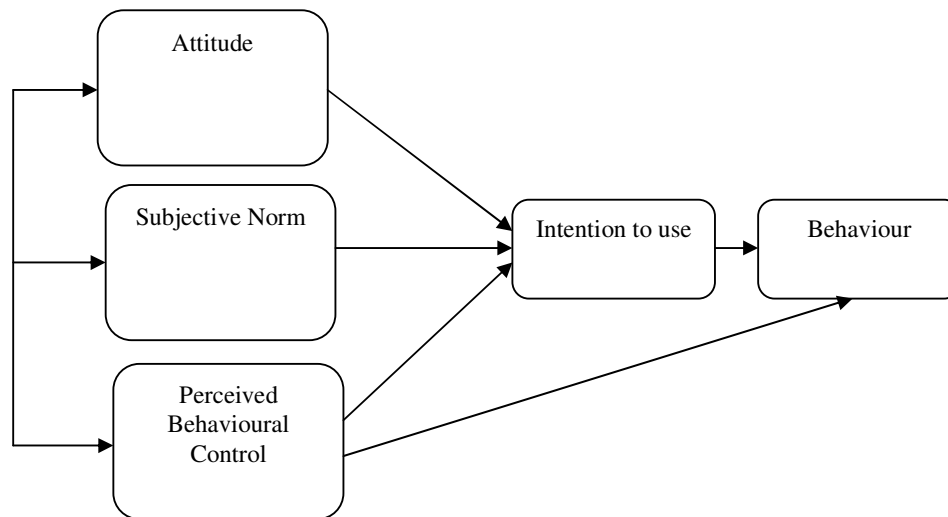 Attitude
Subjective Norm
Intention to use
Behaviour
Perceived
Behavioural
Control